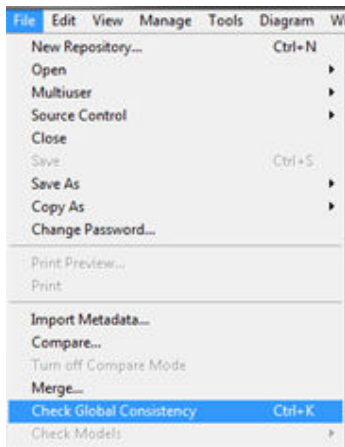 File Edit View Manage Tools Diagram W
New Repository... Ctrl+N
Open
Multiuser
Source Control
Close
Save Ctrl+S
Save As
Copy As
Change Password...
Print Preview...
Print
Import Metadata...
Compare...
Turn off Compare Mode
Merge...
Check Global Consistency Ctrl+K
Check Models